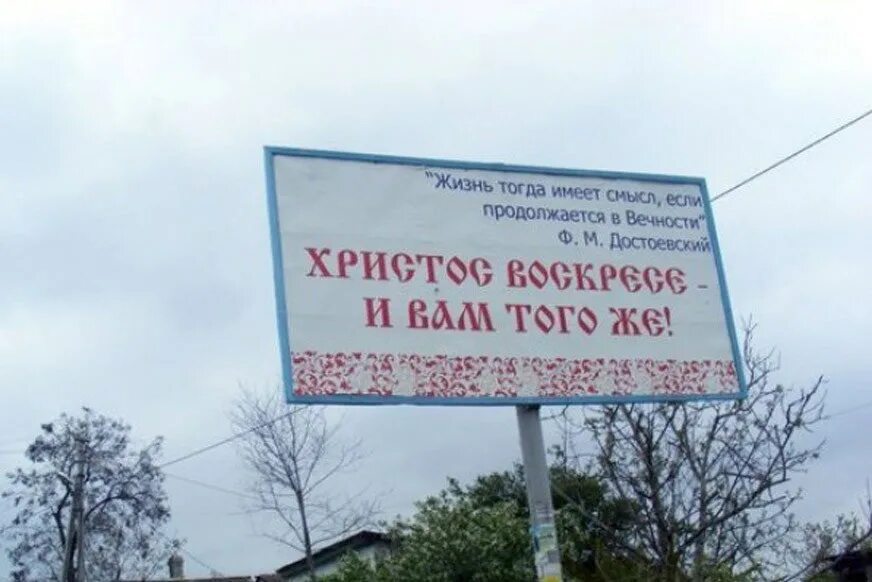 "Жизнь тогда имеет смысл, если
продолжается в Вечности"
Ф. М. Достоевский
ХРИСТОС ВОСКРЕСЕ -
И ВАМ ТОГО ЖЕ!